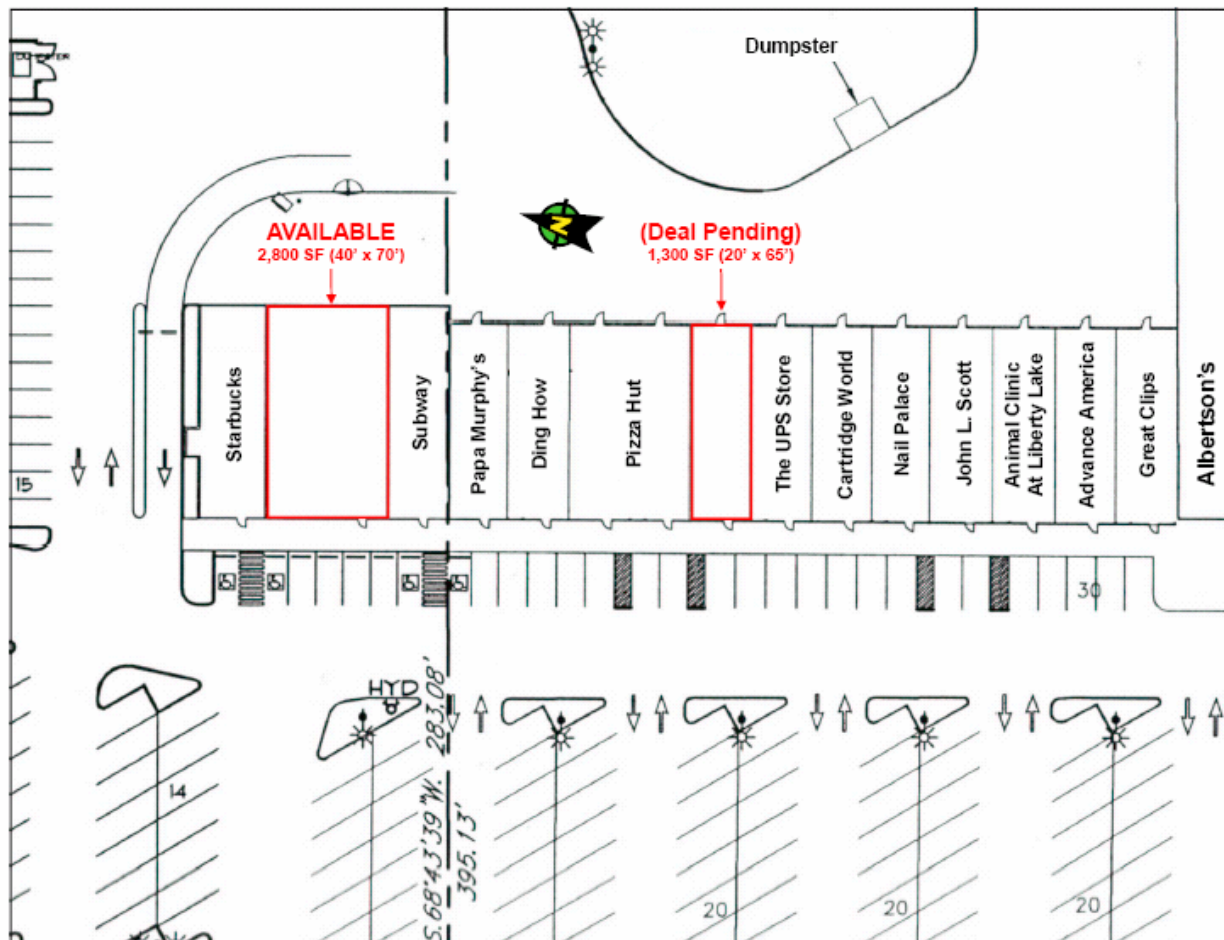 Dumpster
N
AVAILABLE
2,800 SF (40' x 70')
(Deal Pending)
1,300 SF (20' x 65')
Starbucks
Subway
Papa Murphy's
Ding How
Pizza Hut
The UPS Store
Cartridge World
Nail Palace
John L. Scott
Animal Clinic
At Liberty Lake
Advance America
Great Clips
Albertson's
15
30
HYD
14
S.68°43'39"W. 283.08'
395.13'
20
20
20